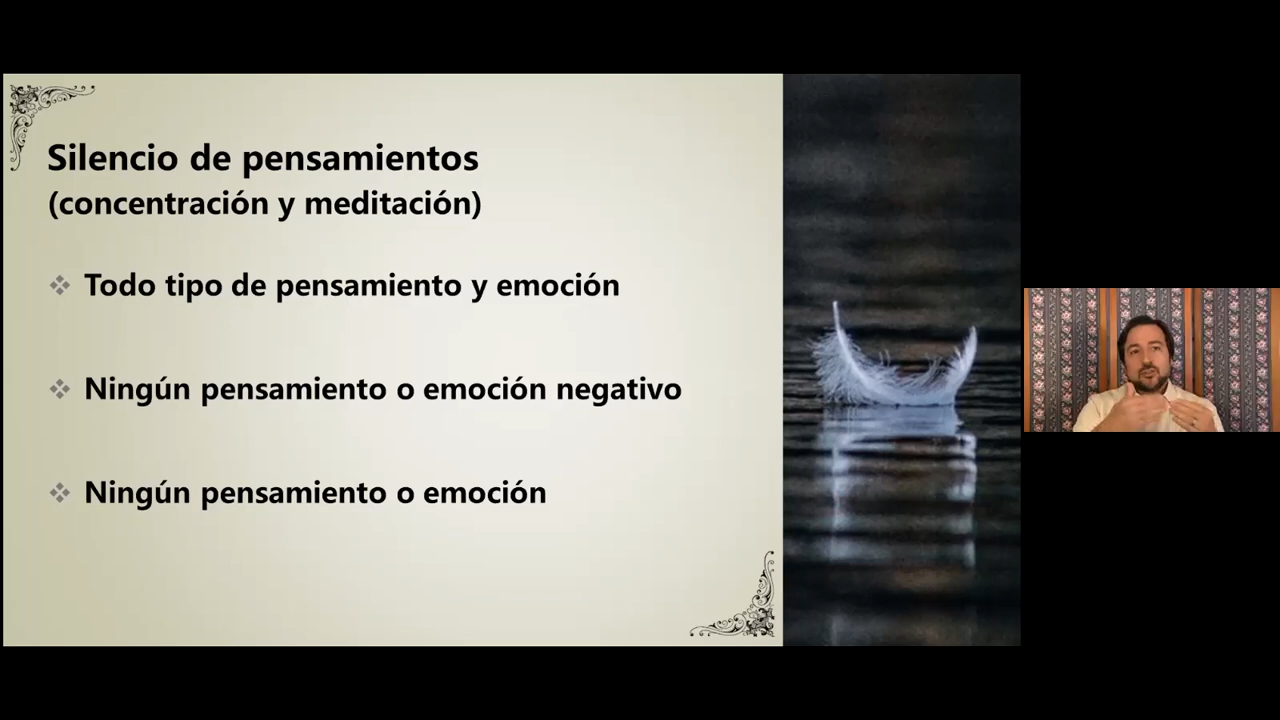 Silencio de pensamientos
(concentración y meditación)
Todo tipo de pensamiento y emoción
Ningún pensamiento o emoción negativo
Ningún pensamiento o emoción